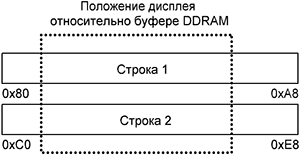 Положение дисплея
относительно буфере DDRAM
Строка 1
0x80 0xA8
Строка 2
0xC0 0xE8